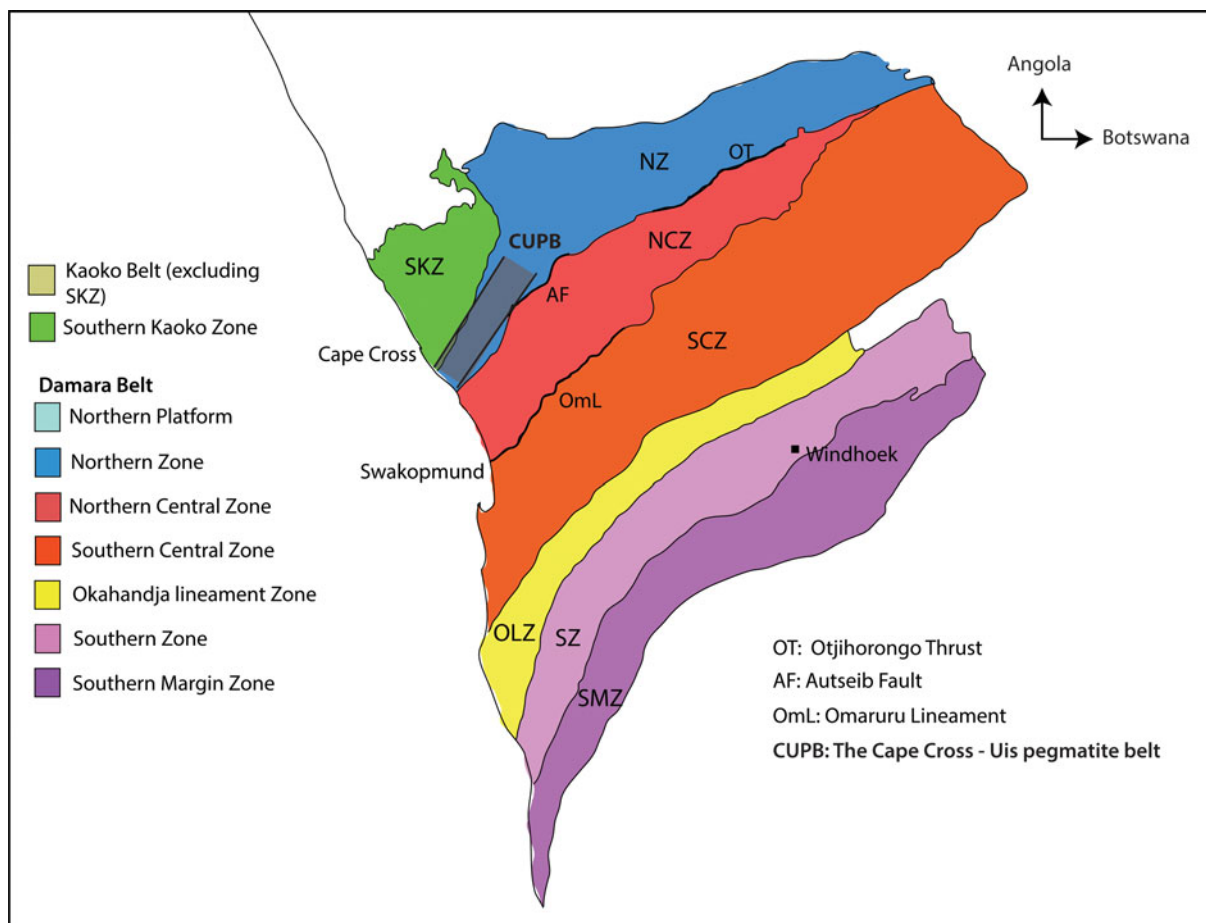 Angola
Botswana
NZ
OT
CUPB
NCZ
SKZ
AF
Kaoko Belt (excluding
SKZ)
Southern Kaoko Zone
Cape Cross
SCZ
Damara Belt
Northern Platform
OmL
Northern Zone
Swakopmund
Windhoek
Northern Central Zone
Southern Central Zone
Okahandja lineament Zone
OLZ
SZ
Southern Zone
Southern Margin Zone
SMZ
OT: Otjihorongo Thrust
AF: Autseib Fault
OmL: Omaruru Lineament
CUPB: The Cape Cross - Uis pegmatite belt